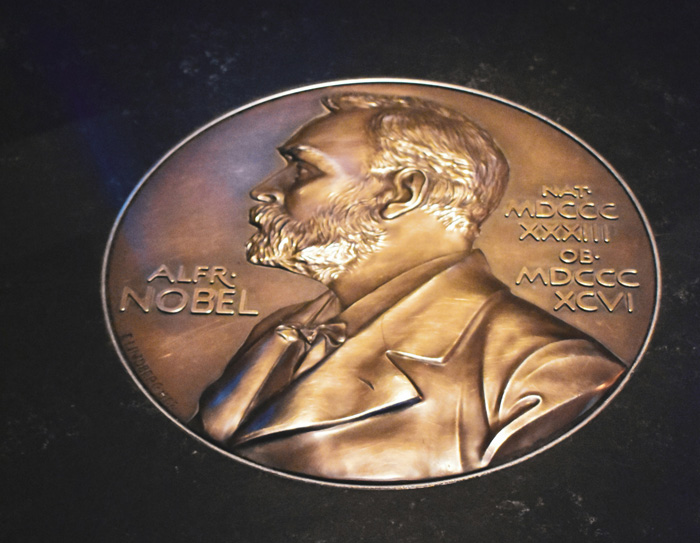 ALFR·
NOBEL
NAT·
MDCCC
XXXIII
OB·
MDCCC
XCVI